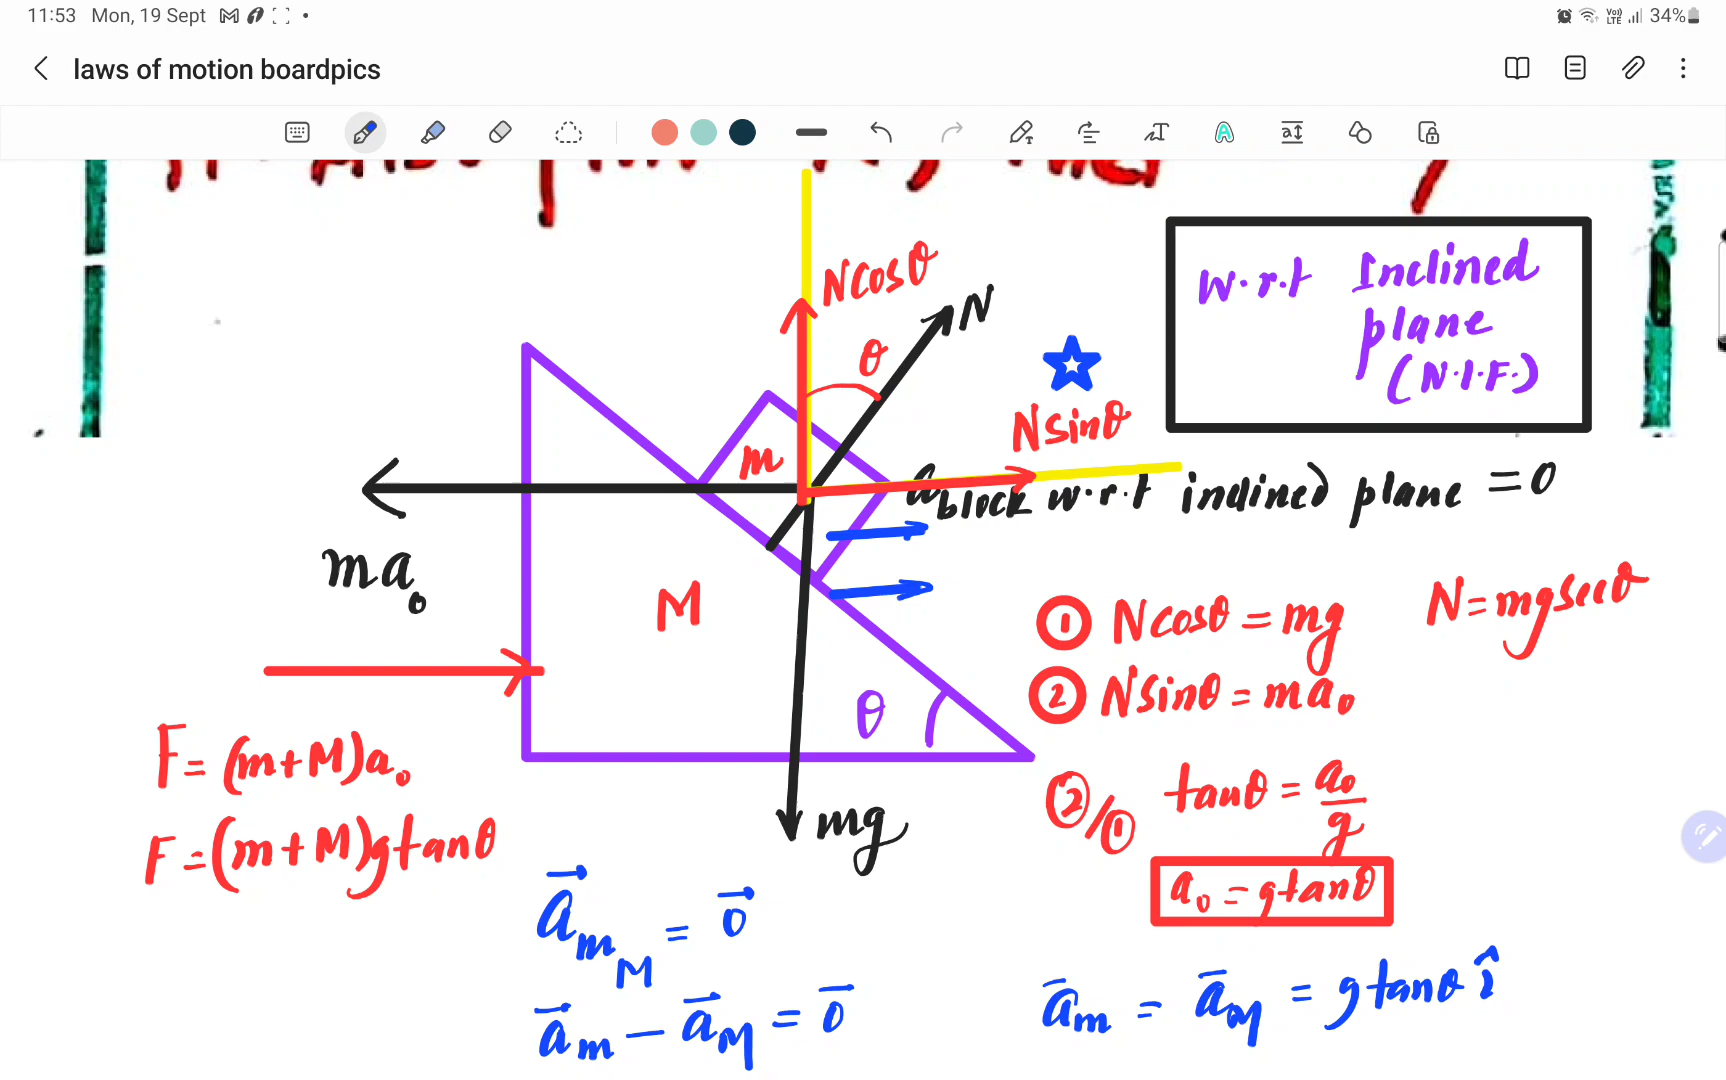 11:53 Mon, 19 Sept
34%
laws of motion boardpics
Ncosθ
N
θ
w.r.t Inclined
plane
(N.I.F.)
Nsinθ
m
a block w.r.t inclined plane = 0
ma₀
M
① Ncosθ = mg
N = mgsecθ
② Nsinθ = ma₀
θ
F = (m+M)a₀
②/① tanθ = a₀/g
F = (m+M)gtanθ
mg
a₀ = gtanθ
a⃗mM = 0⃗
a⃗m − a⃗M = 0⃗
a̅m = a̅M = gtanθ î